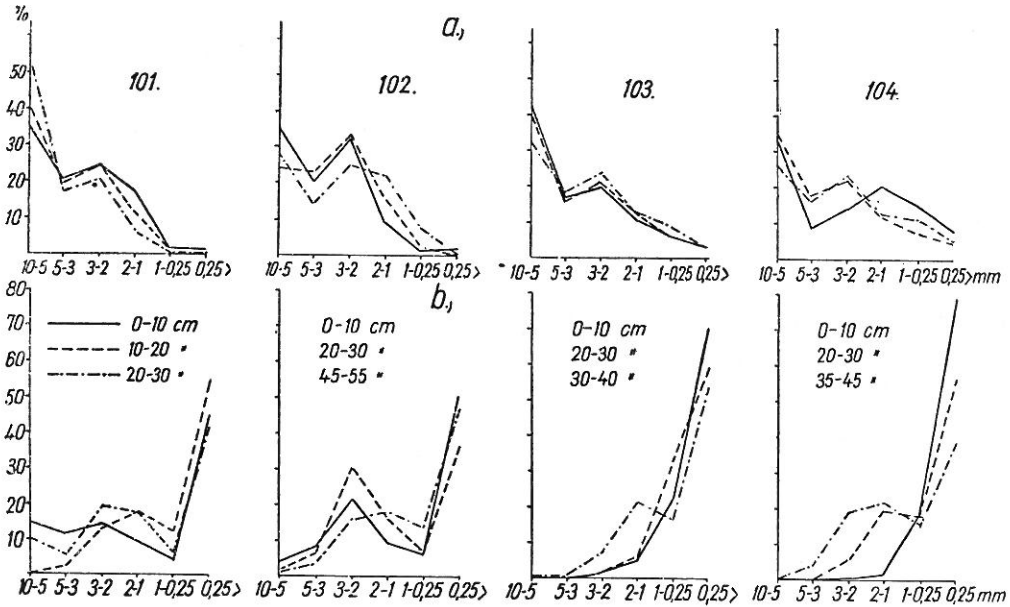 %
a.,
101.
102.
103.
104.
50
40
30
20
10
10-5 5-3 3-2 2-1 1-0,25 0,25>
10-5 5-3 3-2 2-1 1-0,25 0,25>
10-5 5-3 3-2 2-1 1-0,25 0,25>
10-5 5-3 3-2 2-1 1-0,25 0,25>mm
b.,
80
70
60
50
40
30
20
10
0-10 cm
10-20 "
20-30 "
0-10 cm
20-30 "
45-55 "
0-10 cm
20-30 "
30-40 "
0-10 cm
20-30 "
35-45 "
10-5 5-3 3-2 2-1 1-0,25 0,25>
10-5 5-3 3-2 2-1 1-0,25 0,25>
10-5 5-3 3-2 2-1 1-0,25 0,25>
10-5 5-3 3-2 2-1 1-0,25 0,25 mm